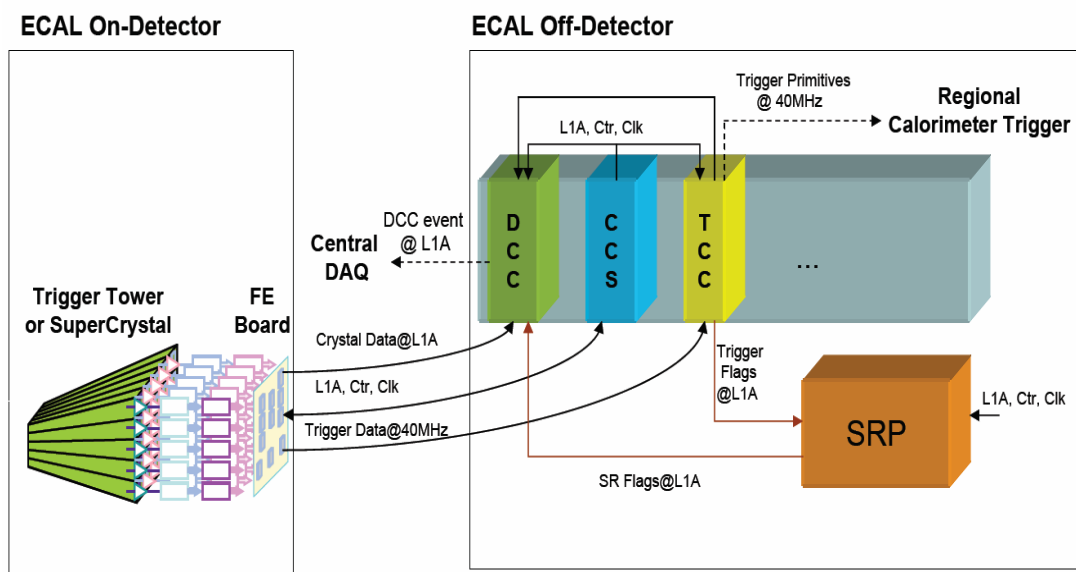 ECAL On-Detector
ECAL Off-Detector
Trigger Primitives
@ 40MHz
Regional
Calorimeter Trigger
L1A, Ctr, Clk
DCC event
@ L1A
Central
DAQ
D
C
C
C
C
S
T
C
C
...
Trigger Tower
or SuperCrystal
FE
Board
Crystal Data@L1A
L1A, Ctr, Clk
Trigger Data@40MHz
Trigger
Flags
@L1A
SRP
L1A, Ctr, Clk
SR Flags@L1A